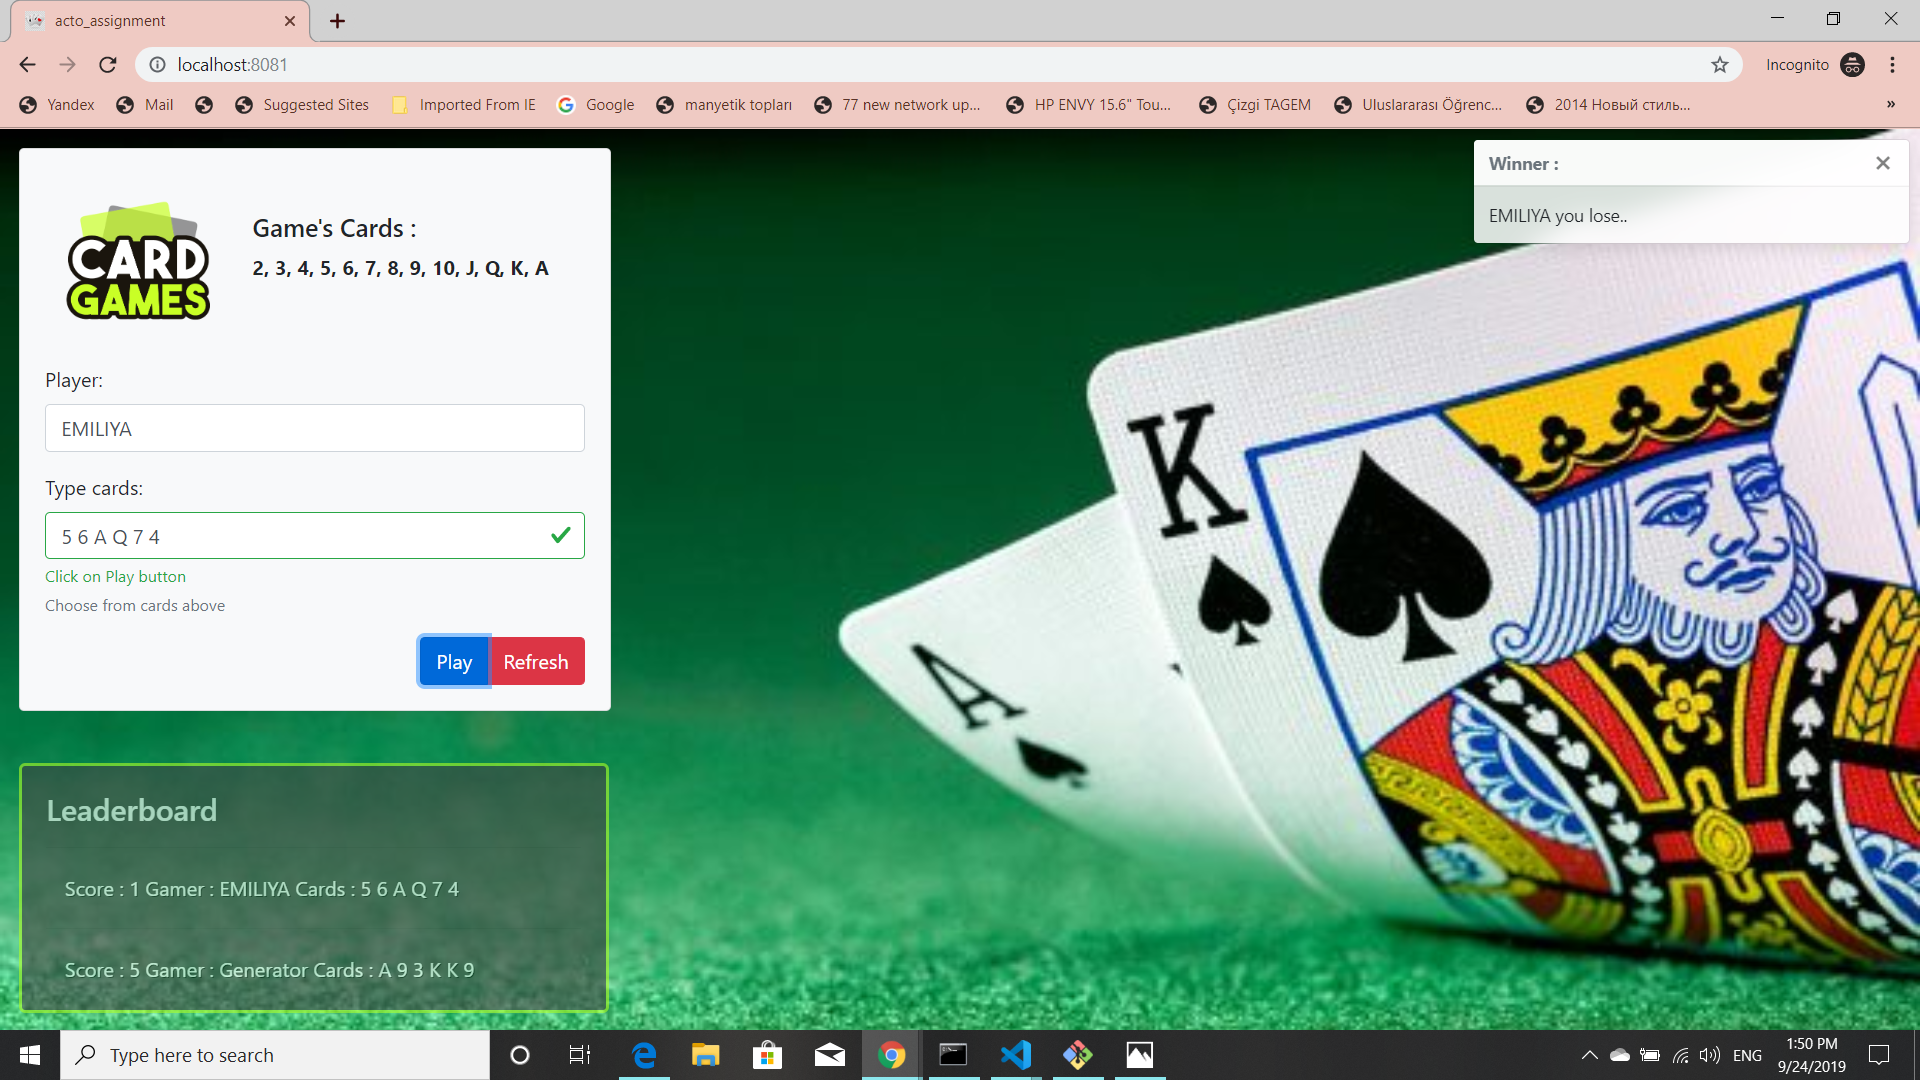 acto_assignment
localhost:8081
Incognito
Yandex
Mail
Suggested Sites
Imported From IE
Google
manyetik topları
77 new network up...
HP ENVY 15.6" Tou...
Çizgi TAGEM
Uluslararası Öğrenc...
2014 Новый стиль...
»
CARD
GAMES
Game's Cards :
2, 3, 4, 5, 6, 7, 8, 9, 10, J, Q, K, A
Player:
EMILIYA
Type cards:
5 6 A Q 7 4
Click on Play button
Choose from cards above
Play
Refresh
Winner :
EMILIYA you lose..
K
A
Leaderboard
Score : 1 Gamer : EMILIYA Cards : 5 6 A Q 7 4
Score : 5 Gamer : Generator Cards : A 9 3 K K 9
Type here to search
ENG
1:50 PM
9/24/2019